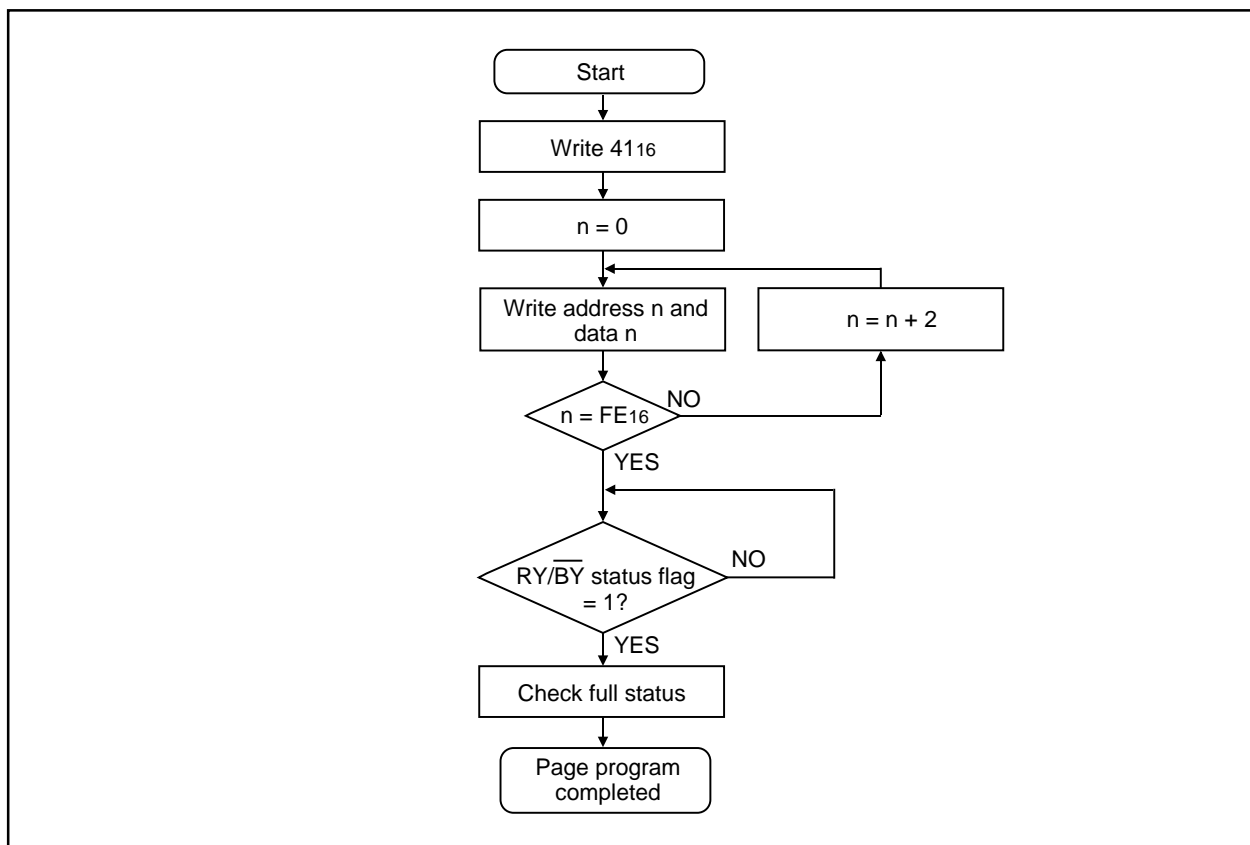 Start
Write 4116
n = 0
Write address n and
data n
n = n + 2
n = FE16
NO
YES
RY/B̅Y̅ status flag
= 1?
NO
YES
Check full status
Page program
completed